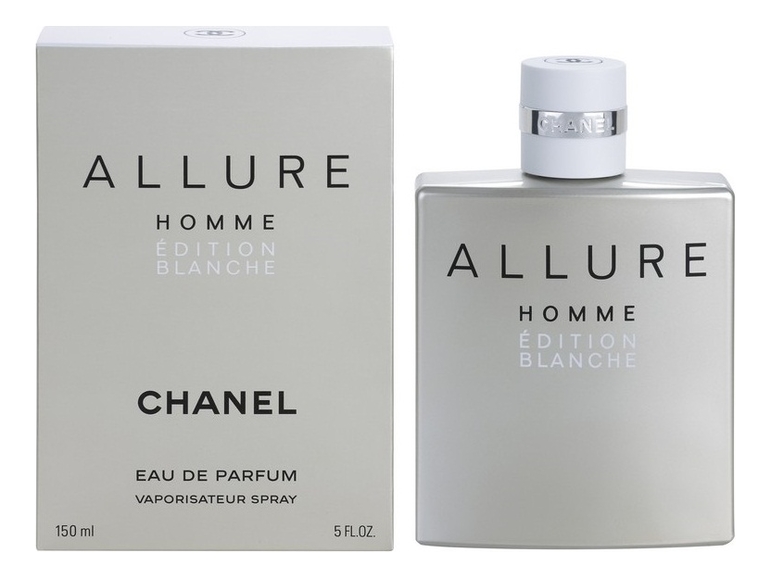 ALLURE
HOMME
ÉDITION
BLANCHE
CHANEL
EAU DE PARFUM
VAPORISATEUR SPRAY
150 ml 5 FL.OZ.
CHANEL
ALLURE
HOMME
ÉDITION
BLANCHE